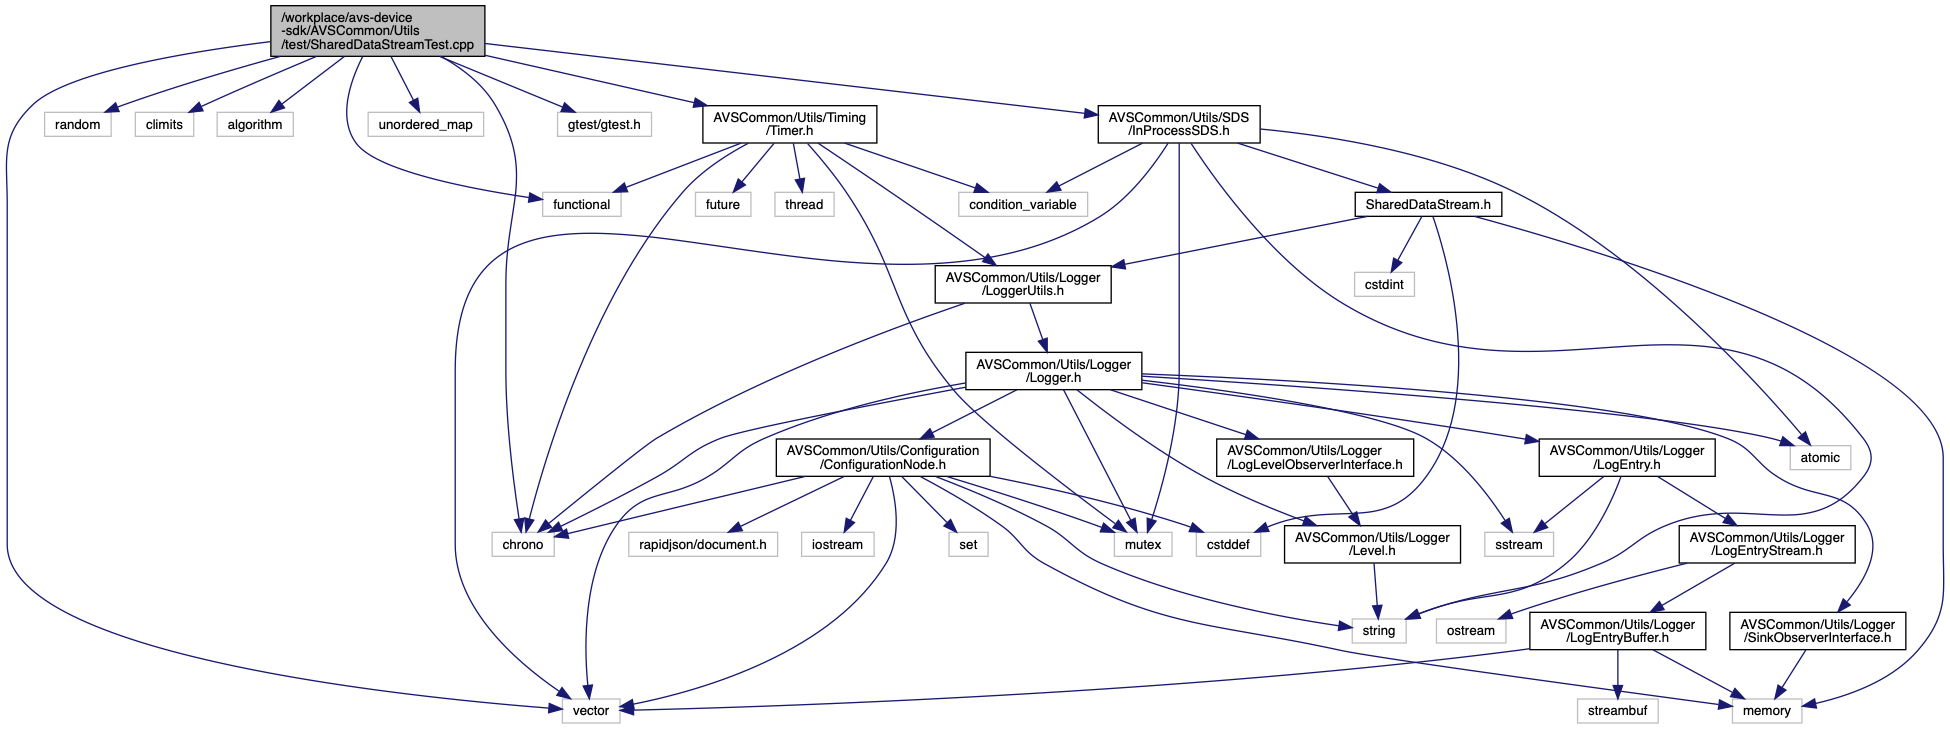 /workplace/avs-device
-sdk/AVSCommon/Utils
/test/SharedDataStreamTest.cpp
random
climits
algorithm
unordered_map
gtest/gtest.h
AVSCommon/Utils/Timing
/Timer.h
AVSCommon/Utils/SDS
/InProcessSDS.h
functional
future
thread
condition_variable
SharedDataStream.h
AVSCommon/Utils/Logger
/LoggerUtils.h
cstdint
AVSCommon/Utils/Logger
/Logger.h
AVSCommon/Utils/Configuration
/ConfigurationNode.h
AVSCommon/Utils/Logger
/LogLevelObserverInterface.h
AVSCommon/Utils/Logger
/LogEntry.h
atomic
chrono
rapidjson/document.h
iostream
set
mutex
cstddef
AVSCommon/Utils/Logger
/Level.h
sstream
AVSCommon/Utils/Logger
/LogEntryStream.h
string
ostream
AVSCommon/Utils/Logger
/LogEntryBuffer.h
AVSCommon/Utils/Logger
/SinkObserverInterface.h
vector
streambuf
memory